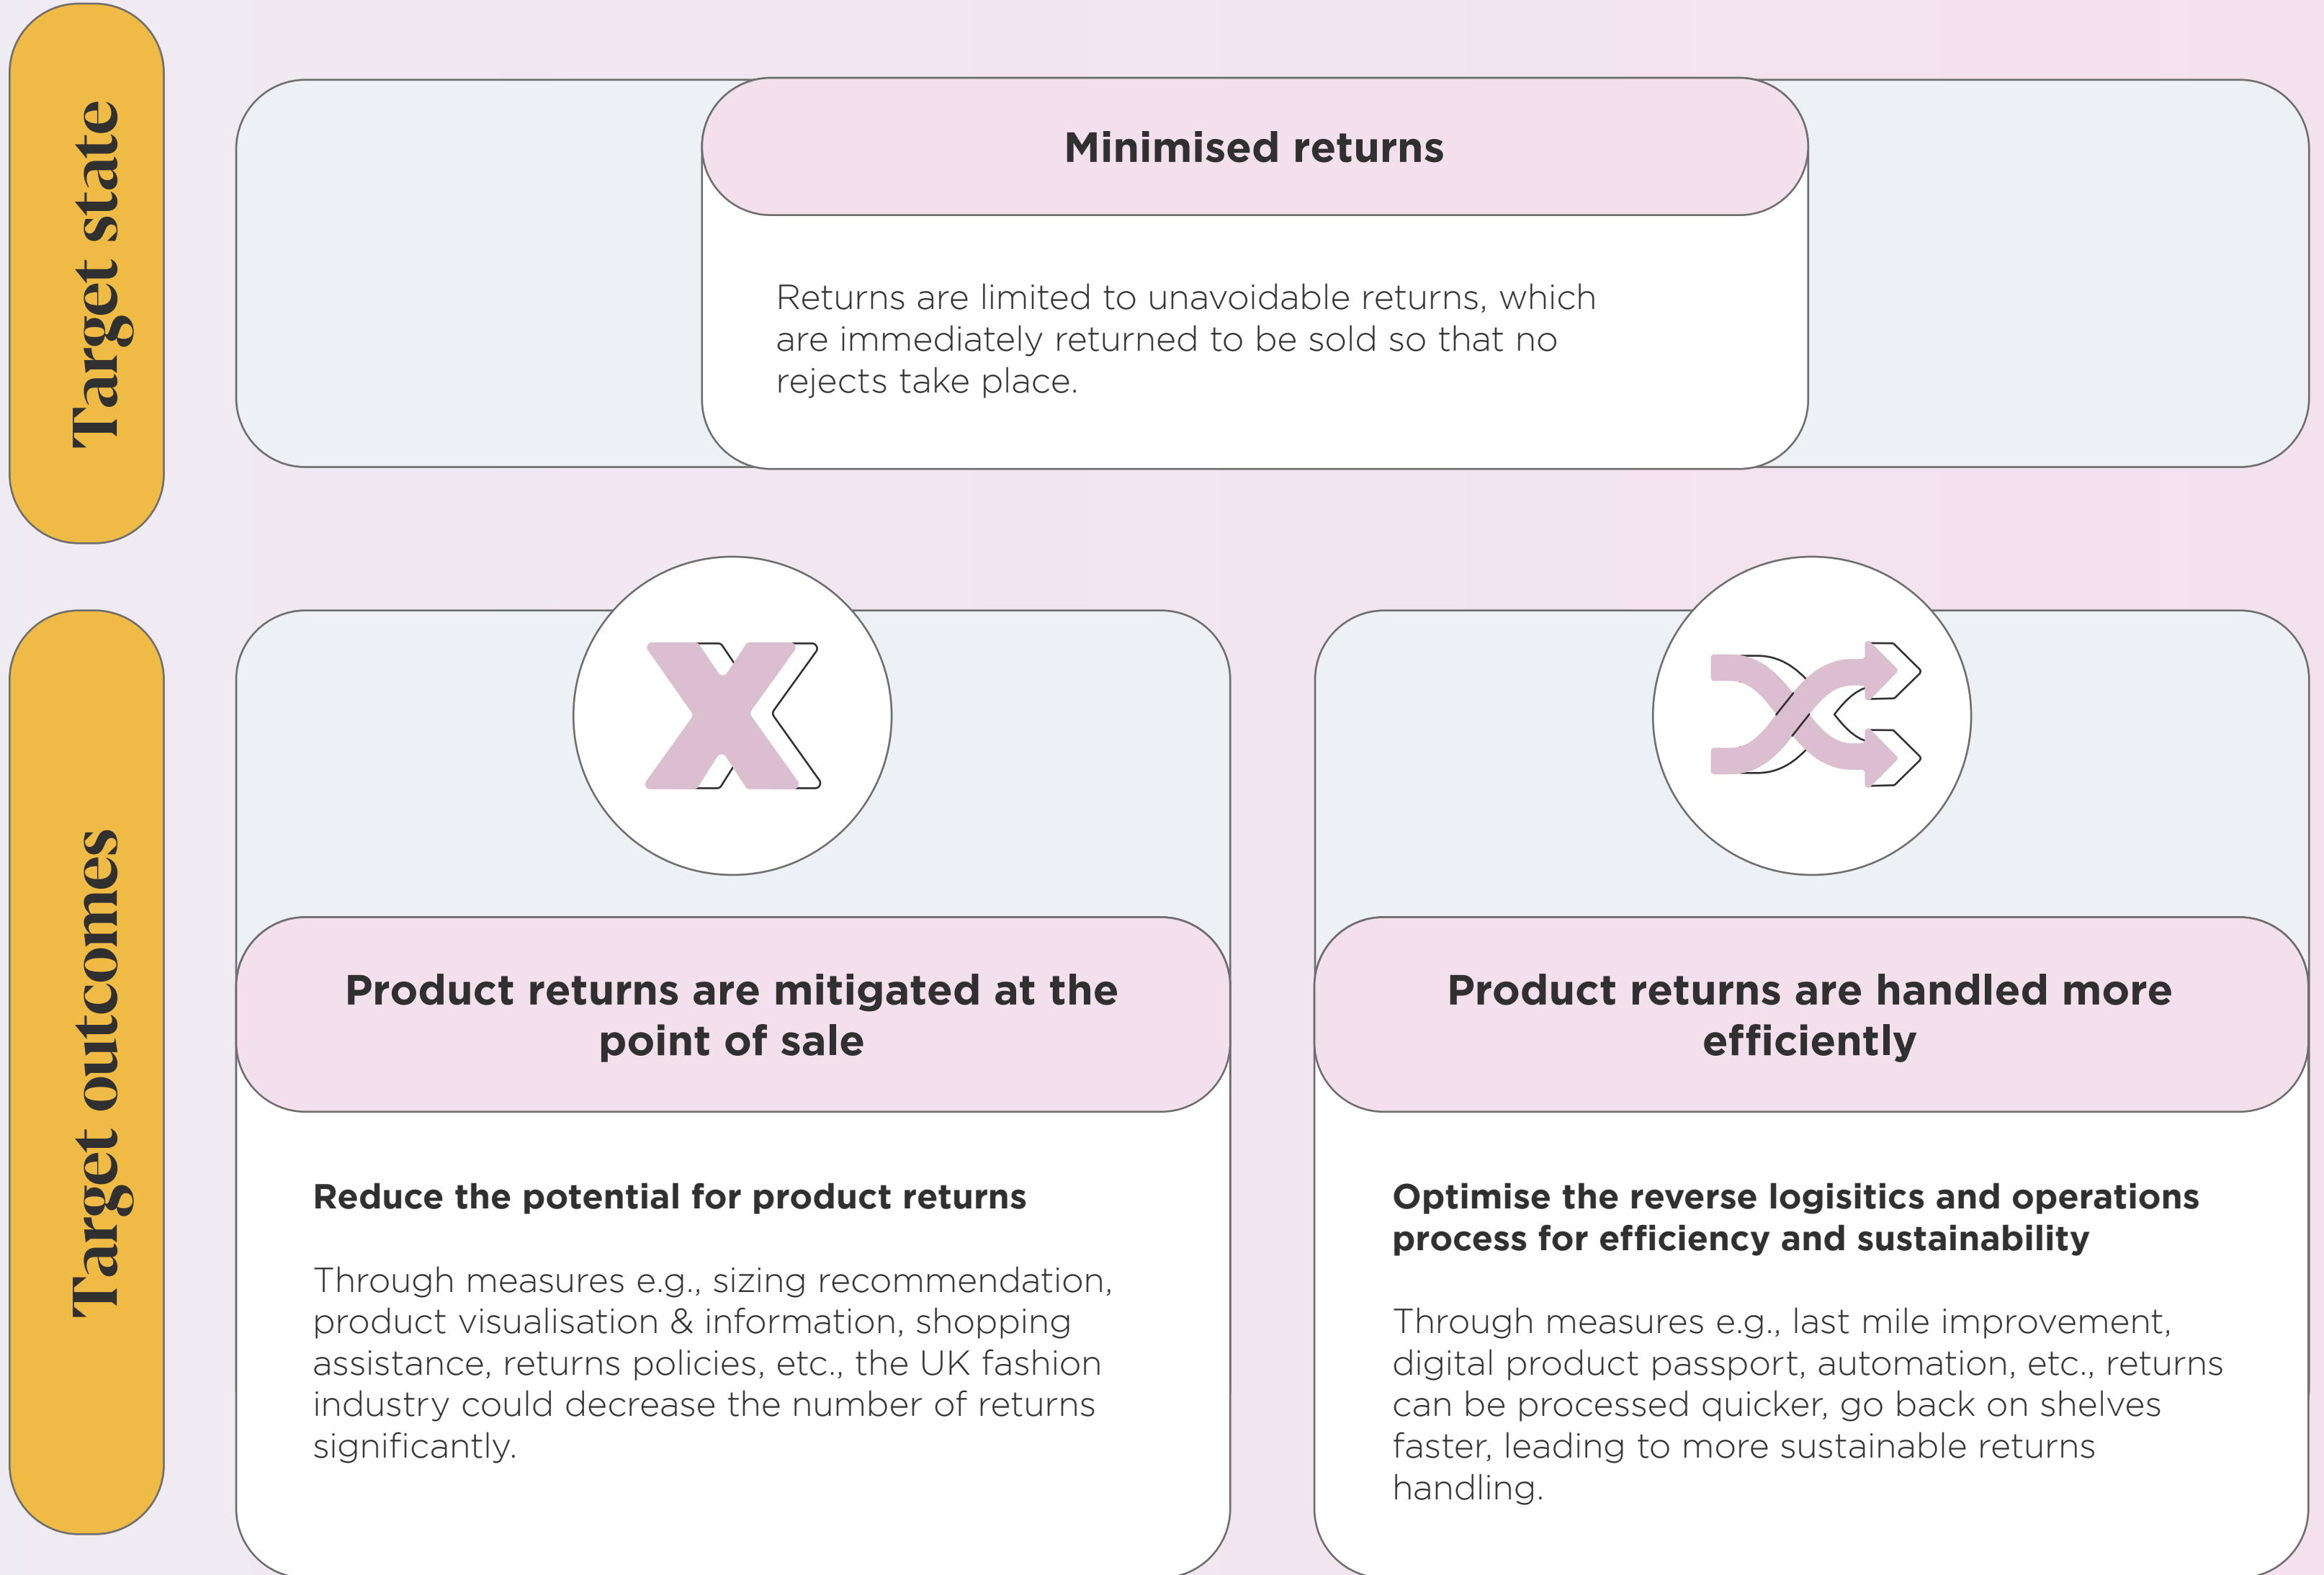 Target state
Minimised returns
Returns are limited to unavoidable returns, which
are immediately returned to be sold so that no
rejects take place.
Target outcomes
Product returns are mitigated at the
point of sale
Reduce the potential for product returns
Through measures e.g., sizing recommendation,
product visualisation & information, shopping
assistance, returns policies, etc., the UK fashion
industry could decrease the number of returns
significantly.
Product returns are handled more
efficiently
Optimise the reverse logisitics and operations
process for efficiency and sustainability
Through measures e.g., last mile improvement,
digital product passport, automation, etc., returns
can be processed quicker, go back on shelves
faster, leading to more sustainable returns
handling.